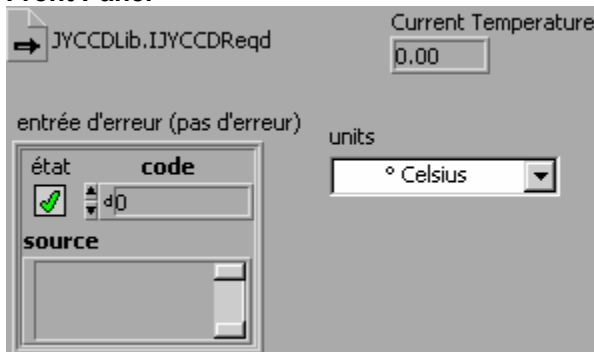 Front Panel
JYCCDLib.IJYCCDReqd
Current Temperature
0.00
entrée d'erreur (pas d'erreur)
units
état code
d0
° Celsius
source